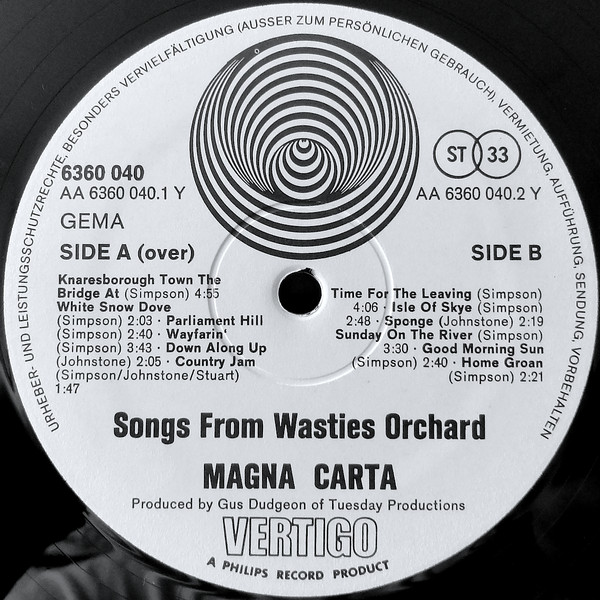 URHEBER- UND LEISTUNGSSCHUTZRECHTE, BESONDERS VERVIELFÄLTIGUNG (AUSSER ZUM PERSÖNLICHEN GEBRAUCH), VERMIETUNG, AUFFÜHRUNG, SENDUNG, VORBEHALTEN
6360 040
AA 6360 040.1 Y
GEMA
SIDE A (over)
ST 33
AA 6360 040.2 Y
SIDE B
Knaresborough Town The
Bridge At (Simpson) 4:55
White Snow Dove
(Simpson) 2:03 · Parliament Hill
(Simpson) 2:40 · Wayfarin'
(Simpson) 3:43 · Down Along Up
(Johnstone) 2:05 · Country Jam
(Simpson/Johnstone/Stuart)
1:47
Time For The Leaving (Simpson)
4:06 · Isle Of Skye (Simpson)
2:48 · Sponge (Johnstone) 2:19
Sunday On The River (Simpson)
3:30 · Good Morning Sun
(Simpson) 2:40 · Home Groan
(Simpson) 2:21
Songs From Wasties Orchard
MAGNA CARTA
Produced by Gus Dudgeon of Tuesday Productions
VERTIGO
A PHILIPS RECORD PRODUCT